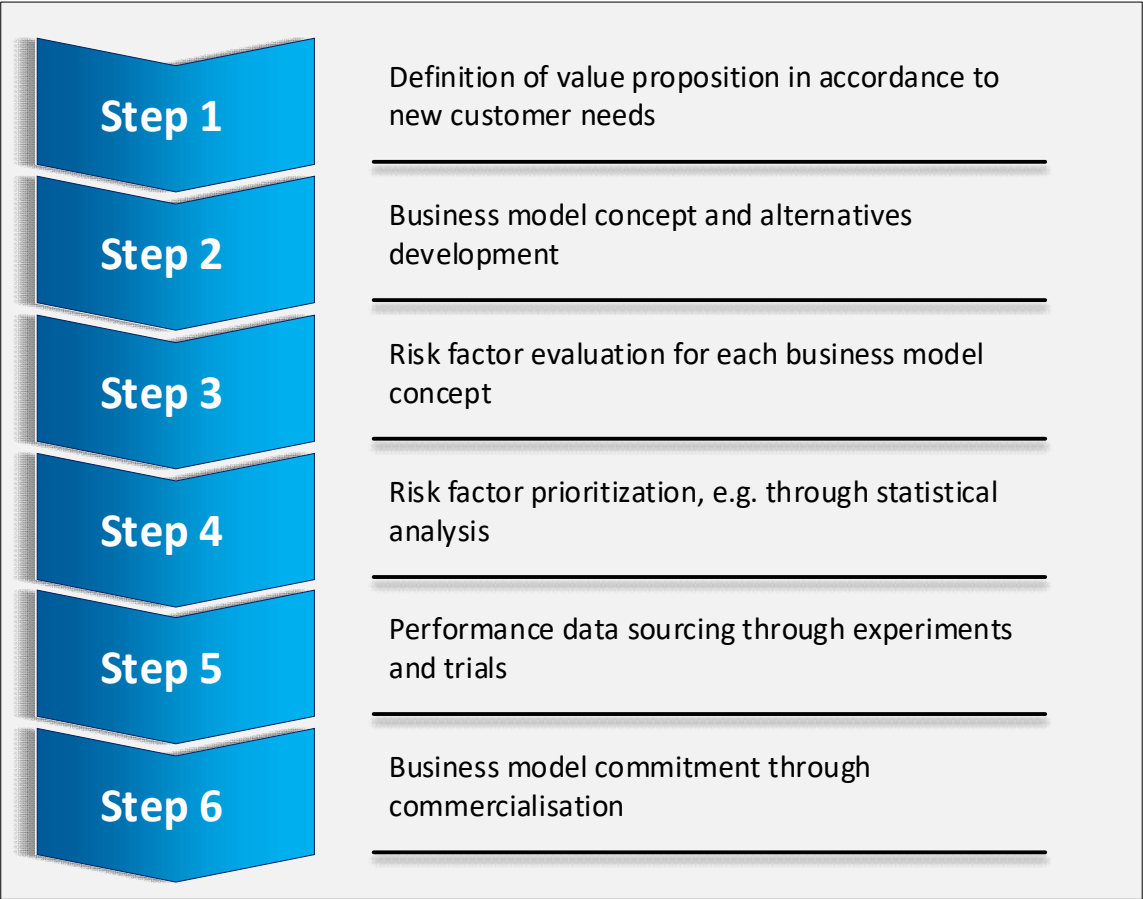 Step 1
Definition of value proposition in accordance to
new customer needs
Step 2
Business model concept and alternatives
development
Step 3
Risk factor evaluation for each business model
concept
Step 4
Risk factor prioritization, e.g. through statistical
analysis
Step 5
Performance data sourcing through experiments
and trials
Step 6
Business model commitment through
commercialisation